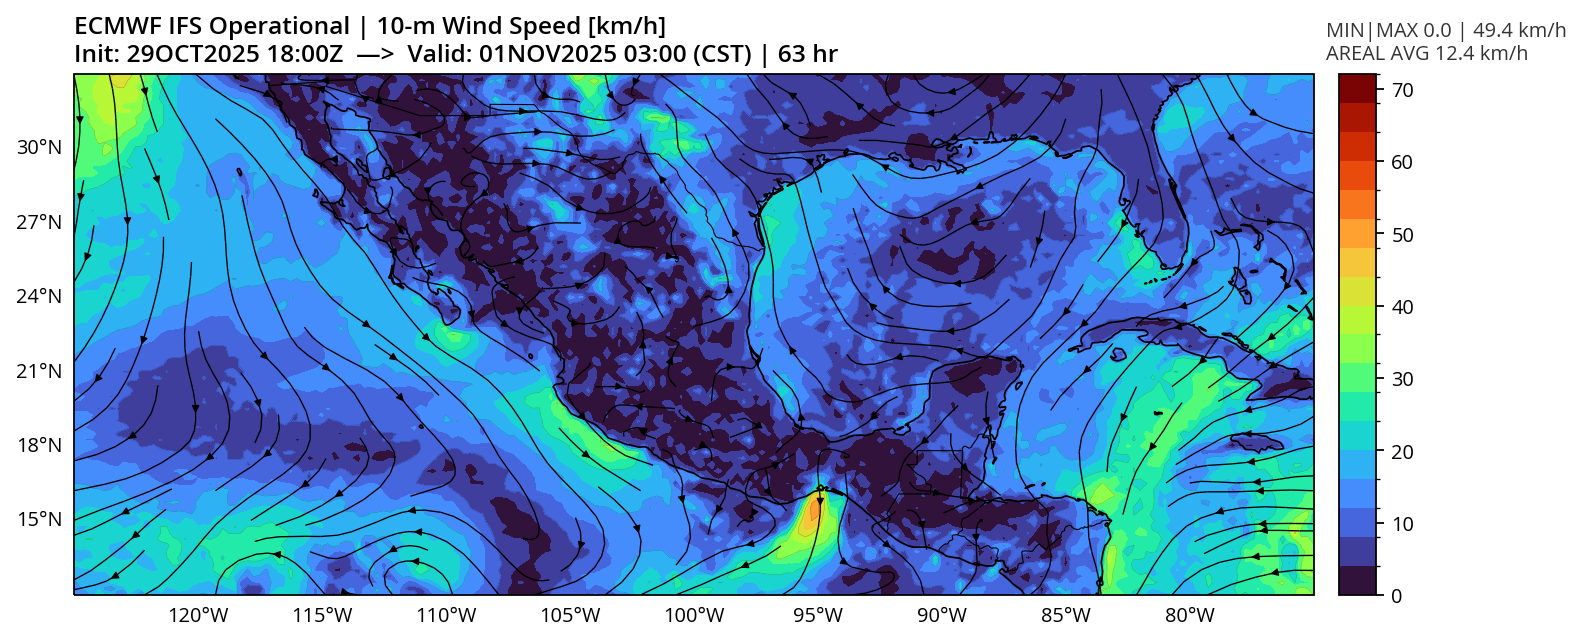 ECMWF IFS Operational | 10-m Wind Speed [km/h]
Init: 29OCT2025 18:00Z —> Valid: 01NOV2025 03:00 (CST) | 63 hr
MIN|MAX 0.0 | 49.4 km/h
AREAL AVG 12.4 km/h
30°N
27°N
24°N
21°N
18°N
15°N
120°W
115°W
110°W
105°W
100°W
95°W
90°W
85°W
80°W
70
60
50
40
30
20
10
0